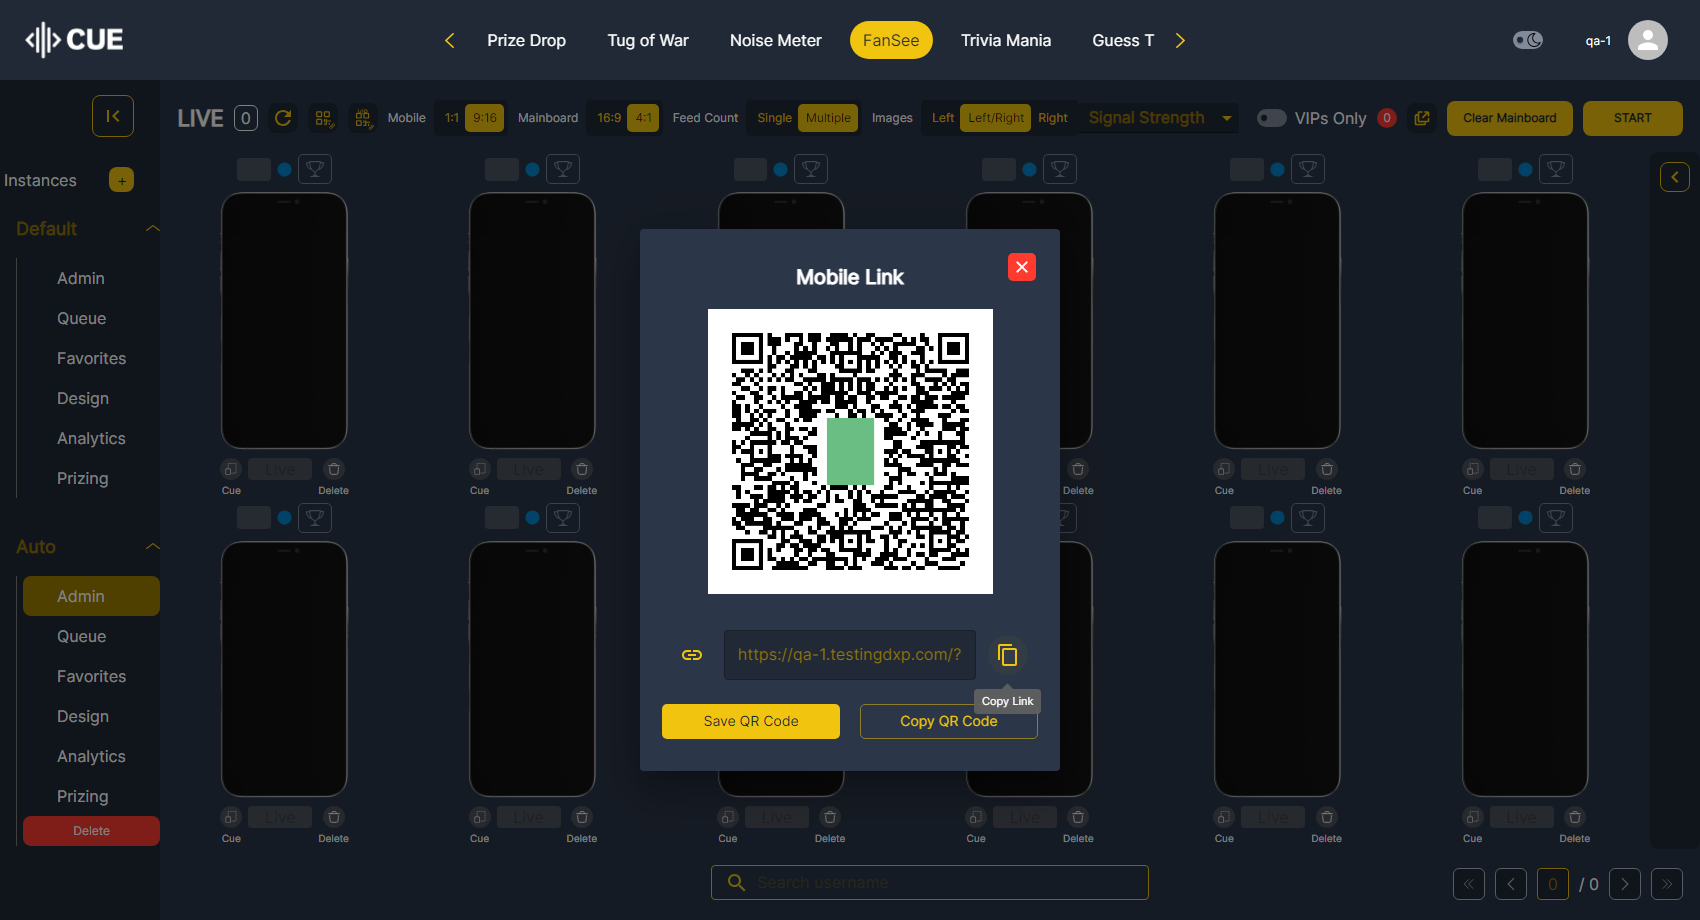 CUE
Prize Drop
Tug of War
Noise Meter
FanSee
Trivia Mania
Guess T
qa-1
LIVE 0
Mobile 1:1 9:16
Mainboard 16:9 4:1
Feed Count Single Multiple
Images Left Left/Right Right
Signal Strength
VIPs Only 0
Clear Mainboard
START
Instances +
Default
Admin
Queue
Favorites
Design
Analytics
Prizing
Auto
Admin
Queue
Favorites
Design
Analytics
Prizing
Delete
Mobile Link
https://qa-1.testingdxp.com/?
Copy Link
Save QR Code
Copy QR Code
Live Live Live Live
Cue Delete Cue Delete Delete Cue Delete Cue Delete
Live Live Live Live Live Live
Cue Delete Cue Delete Cue Delete Cue Delete Cue Delete Cue Delete
Search username
0 / 0